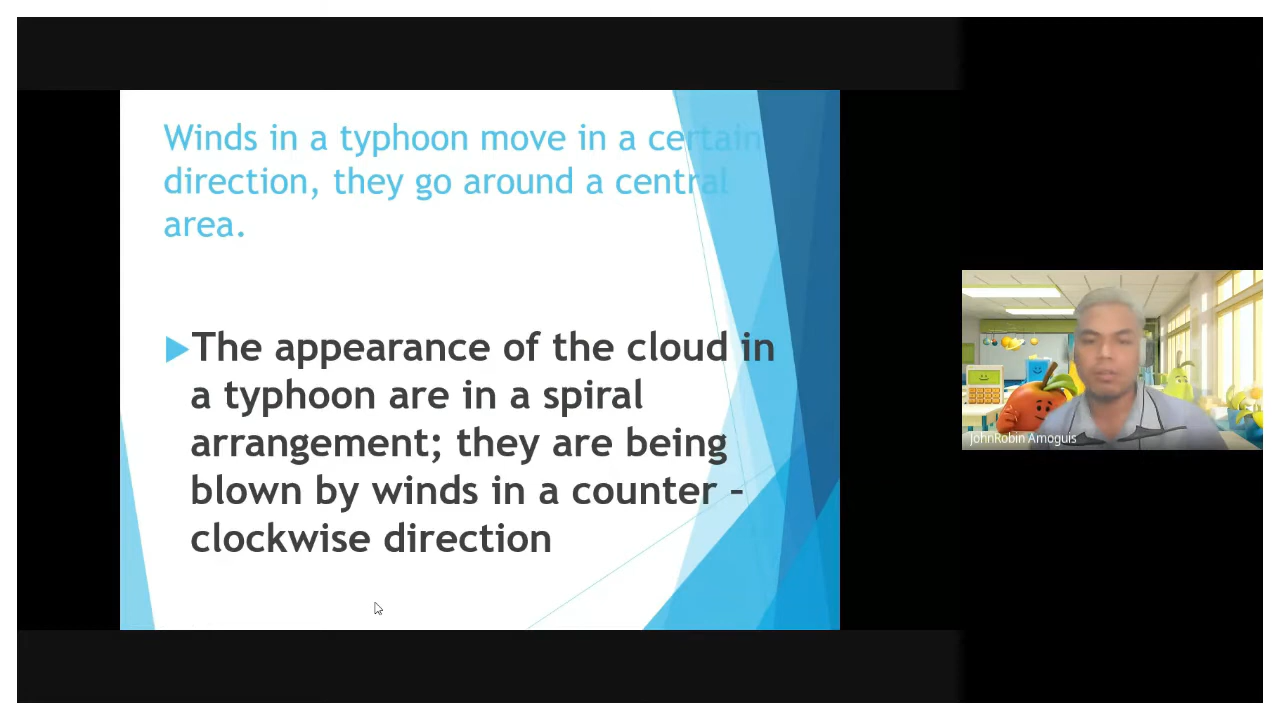 Winds in a typhoon move in a certain
direction, they go around a central
area.
The appearance of the cloud in
a typhoon are in a spiral
arrangement; they are being
blown by winds in a counter –
clockwise direction
JohnRobin Amoguis